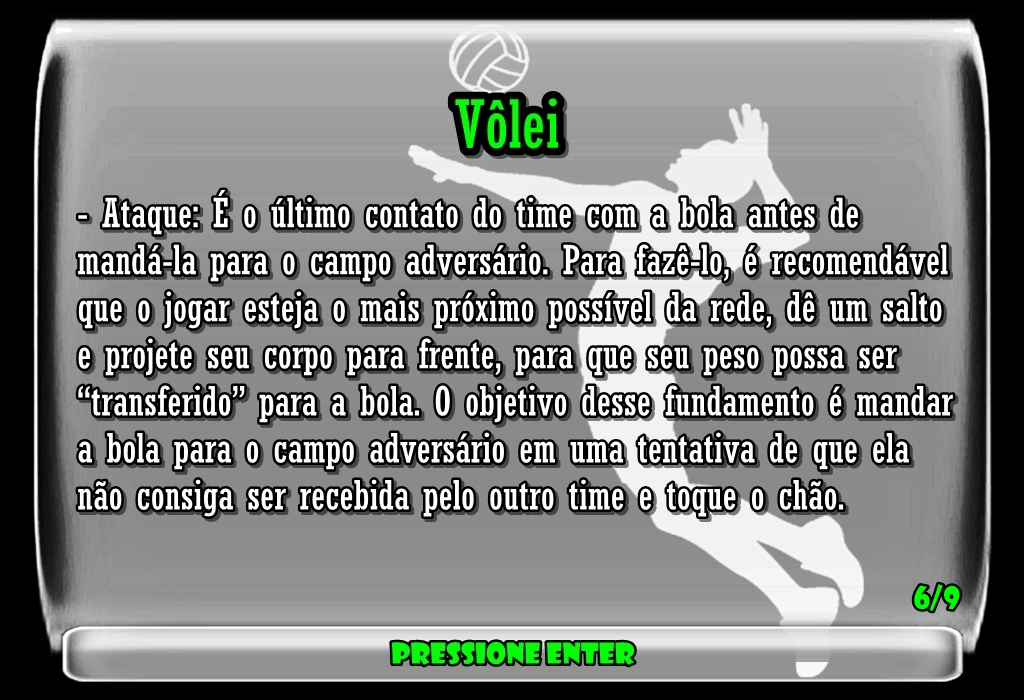 Vôlei
- Ataque: É o último contato do time com a bola antes de
mandá-la para o campo adversário. Para fazê-lo, é recomendável
que o jogar esteja o mais próximo possível da rede, dê um salto
e projete seu corpo para frente, para que seu peso possa ser
“transferido” para a bola. O objetivo desse fundamento é mandar
a bola para o campo adversário em uma tentativa de que ela
não consiga ser recebida pelo outro time e toque o chão.
6/9
PRESSIONE ENTER